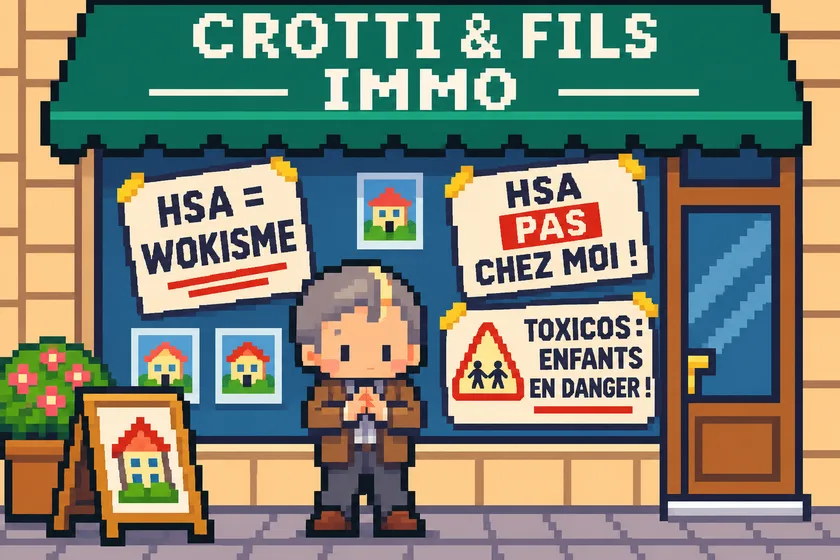 CROTTI & FILS
IMMO
HSA =
WOKISME
HSA
PAS
CHEZ MOI !
TOXICOS :
ENFANTS
EN DANGER !